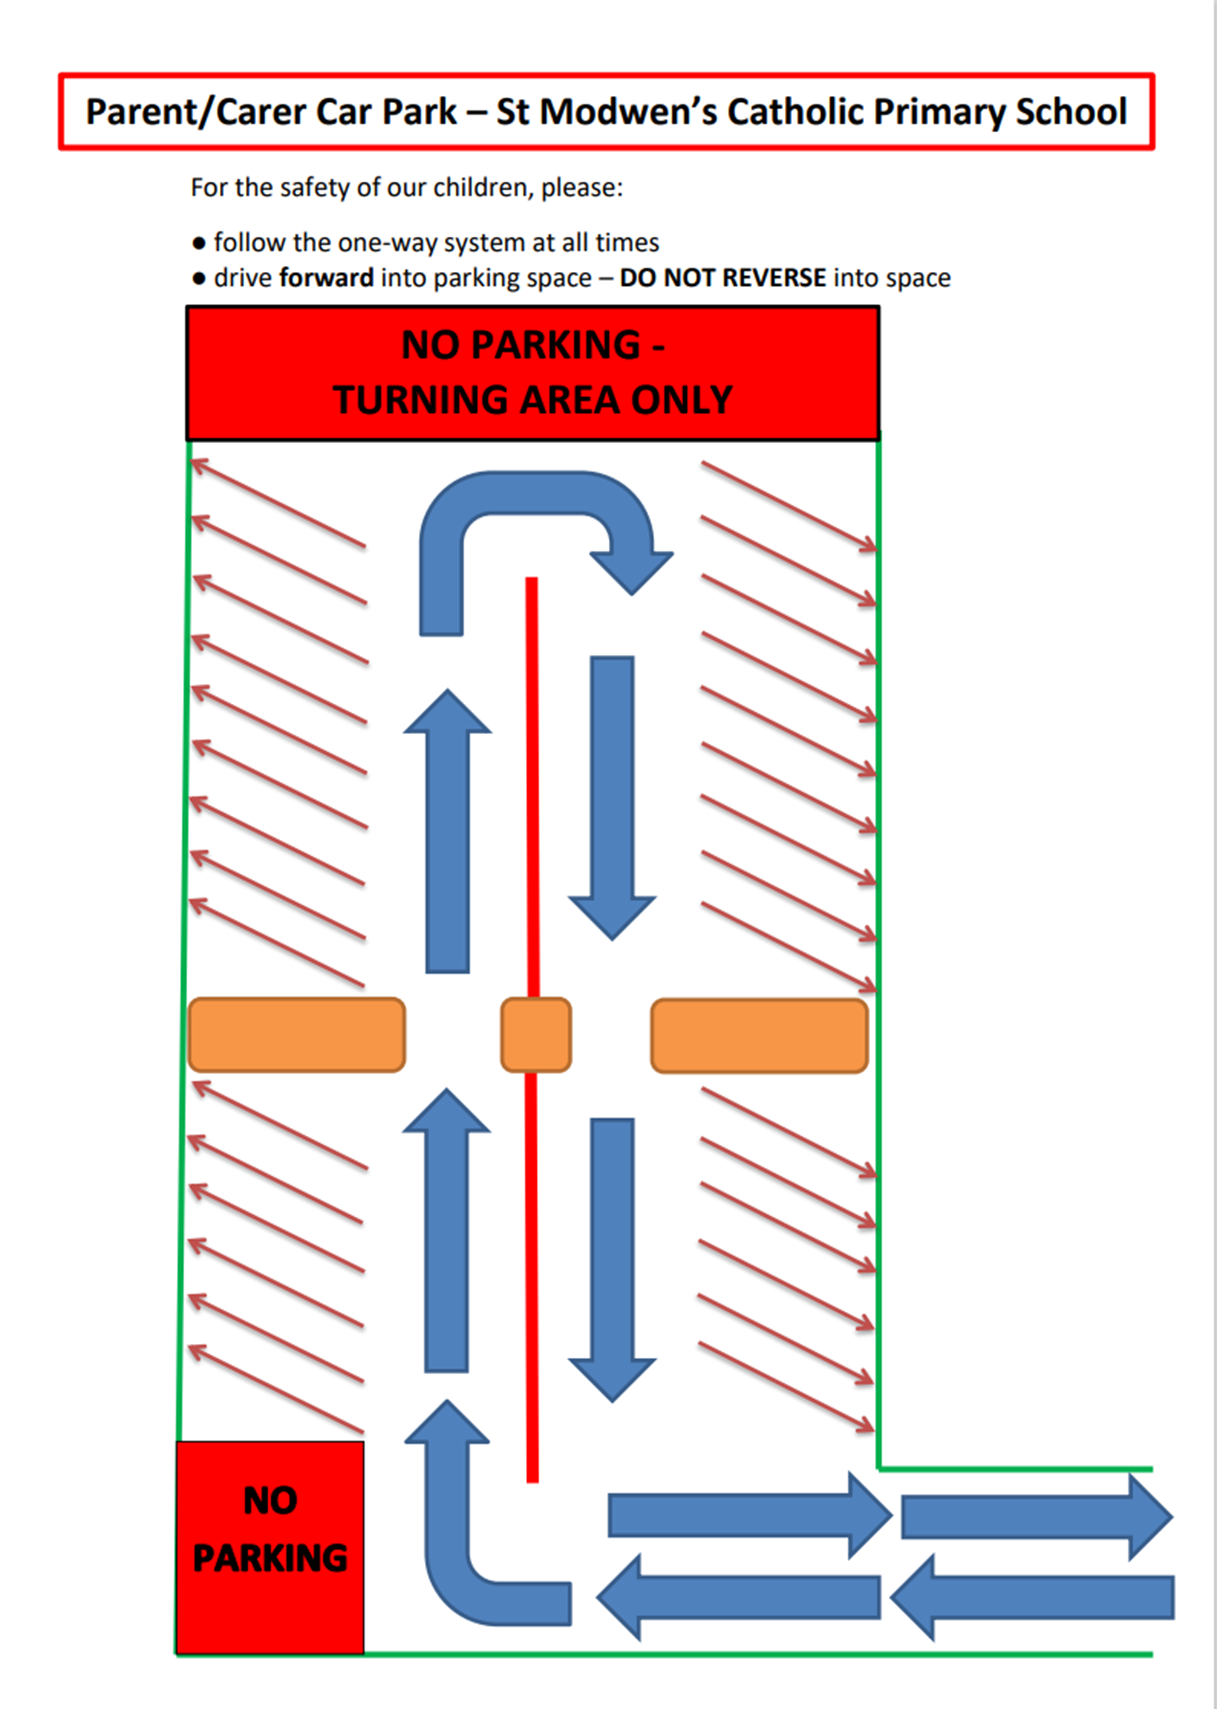 Parent/Carer Car Park – St Modwen's Catholic Primary School
For the safety of our children, please:
● follow the one-way system at all times
● drive forward into parking space – DO NOT REVERSE into space
NO PARKING -
TURNING AREA ONLY
NO
PARKING